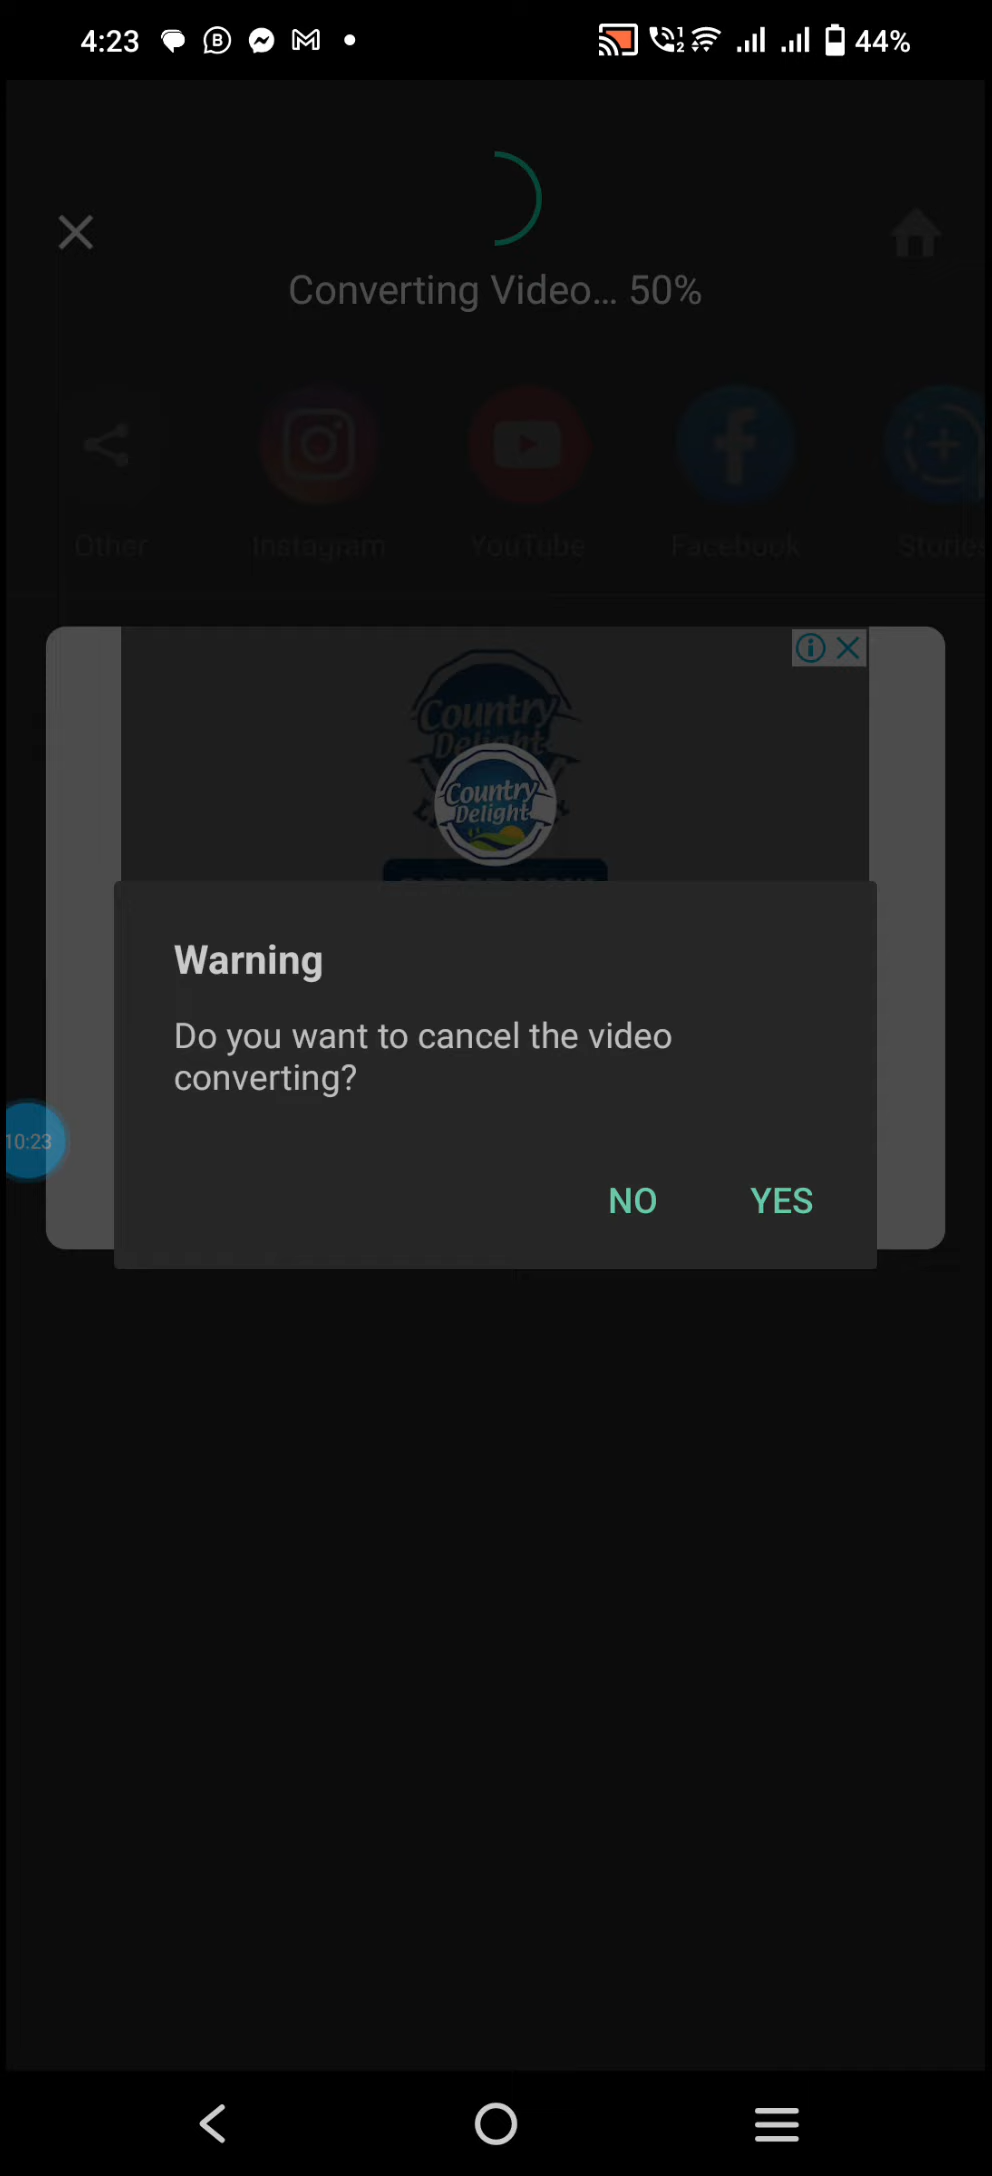 4:23
44%
Converting Video... 50%
Other Instagram YouTube Facebook Stories
Country
Delight
Country
Delight
Warning
Do you want to cancel the video
converting?
10:23
NO YES